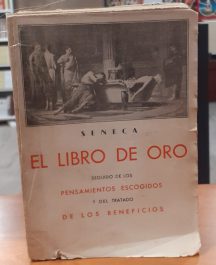 SENECA
EL LIBRO DE ORO
SEGUIDO DE LOS
PENSAMIENTOS ESCOGIDOS
Y DEL TRATADO
DE LOS BENEFICIOS